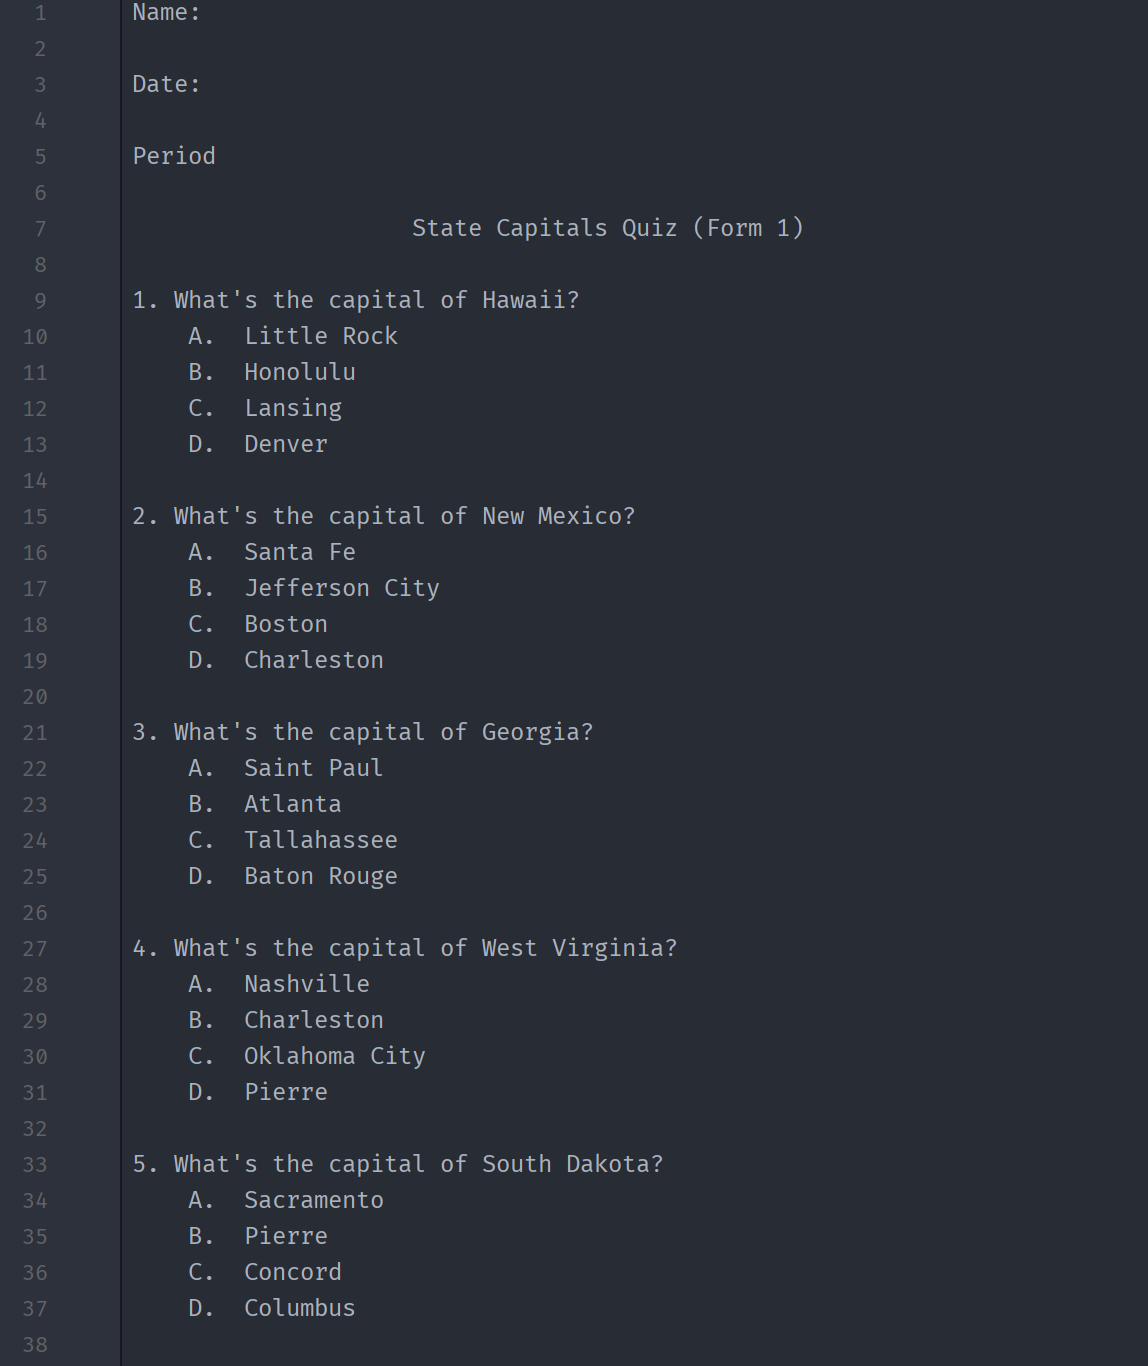 1 Name:
2
3 Date:
4
5 Period
6
7 State Capitals Quiz (Form 1)
8
9 1. What's the capital of Hawaii?
10 A. Little Rock
11 B. Honolulu
12 C. Lansing
13 D. Denver
14
15 2. What's the capital of New Mexico?
16 A. Santa Fe
17 B. Jefferson City
18 C. Boston
19 D. Charleston
20
21 3. What's the capital of Georgia?
22 A. Saint Paul
23 B. Atlanta
24 C. Tallahassee
25 D. Baton Rouge
26
27 4. What's the capital of West Virginia?
28 A. Nashville
29 B. Charleston
30 C. Oklahoma City
31 D. Pierre
32
33 5. What's the capital of South Dakota?
34 A. Sacramento
35 B. Pierre
36 C. Concord
37 D. Columbus
38